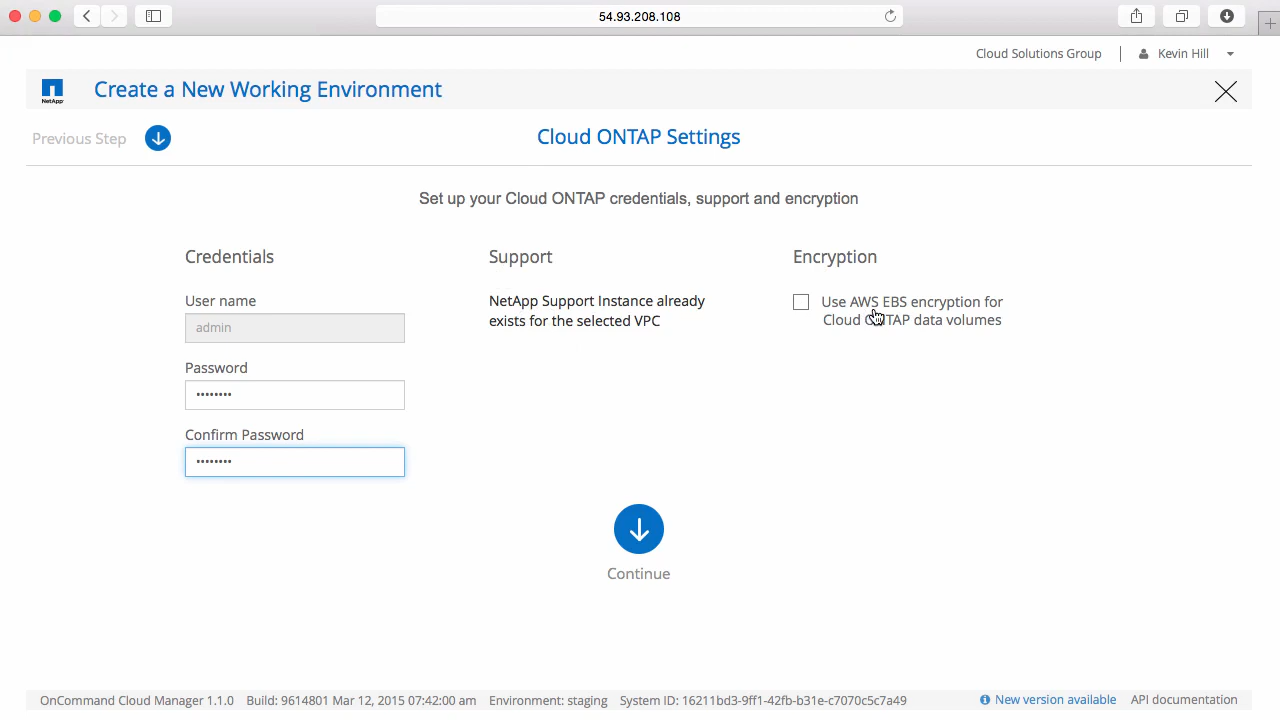 54.93.208.108
Cloud Solutions Group
Kevin Hill
NetApp
Create a New Working Environment
Previous Step
Cloud ONTAP Settings
Set up your Cloud ONTAP credentials, support and encryption
Credentials
User name
admin
Password
••••••••
Confirm Password
••••••••
Support
NetApp Support Instance already
exists for the selected VPC
Encryption
Use AWS EBS encryption for
Cloud ONTAP data volumes
Continue
OnCommand Cloud Manager 1.1.0 Build: 9614801 Mar 12, 2015 07:42:00 am Environment: staging System ID: 16211bd3-9ff1-42fb-b31e-c7070c5c7a49
New version available
API documentation